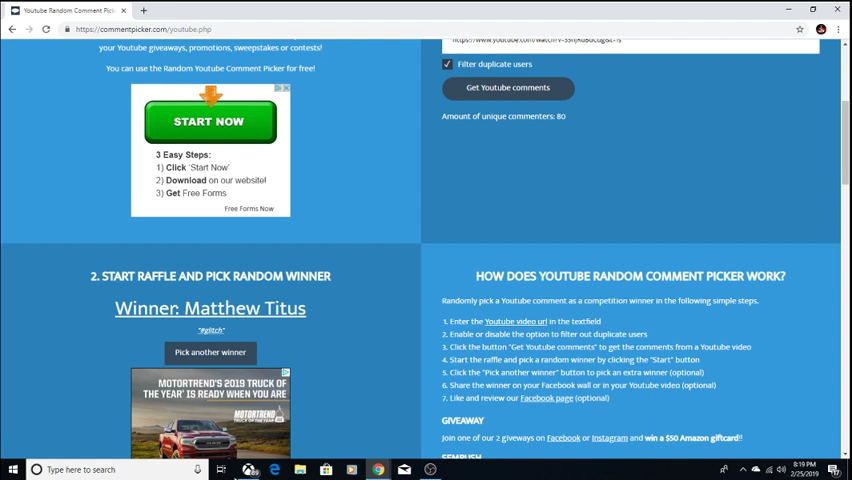 Youtube Random Comment Pick
https://commentpicker.com/youtube.php
your Youtube giveaways, promotions, sweepstakes or contests!
You can use the Random Youtube Comment Picker for free!
START NOW
3 Easy Steps:
1) Click 'Start Now'
2) Download on our website!
3) Get Free Forms
Free Forms Now
Filter duplicate users
Get Youtube comments
Amount of unique commenters: 80
2. START RAFFLE AND PICK RANDOM WINNER
Winner: Matthew Titus
"#glitch"
Pick another winner
MOTORTREND'S 2019 TRUCK OF
THE YEAR® IS READY WHEN YOU ARE
MOTORTREND
HOW DOES YOUTUBE RANDOM COMMENT PICKER WORK?
Randomly pick a Youtube comment as a competition winner in the following simple steps.
1. Enter the Youtube video url in the textfield
2. Enable or disable the option to filter out duplicate users
3. Click the button "Get Youtube comments" to get the comments from a Youtube video
4. Start the raffle and pick a random winner by clicking the "Start" button
5. Click the "Pick another winner" button to pick an extra winner (optional)
6. Share the winner on your Facebook wall or in your Youtube video (optional)
7. Like and review our Facebook page (optional)
GIVEAWAY
Join one of our 2 giveways on Facebook or Instagram and win a $50 Amazon giftcard!!
SEMRUSH
Type here to search
8:19 PM
2/25/2019